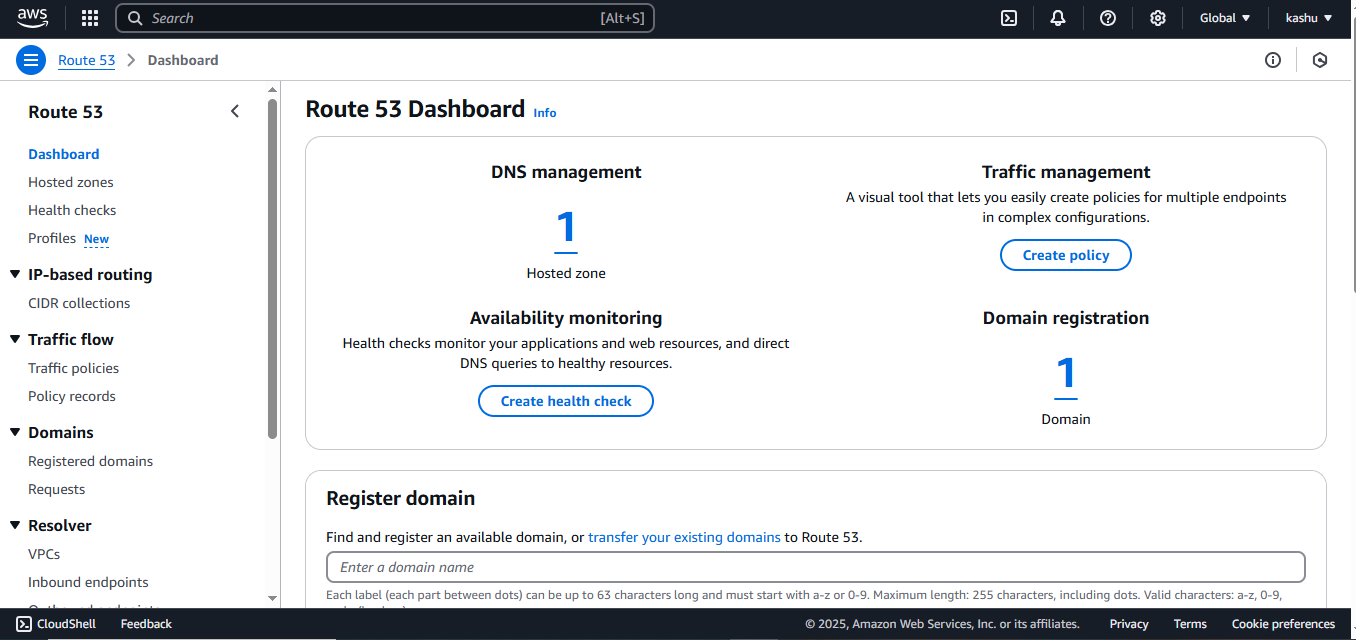 aws
Search
[Alt+S]
Global
kashu
Route 53
Dashboard
Route 53
Dashboard
Hosted zones
Health checks
Profiles New
IP-based routing
CIDR collections
Traffic flow
Traffic policies
Policy records
Domains
Registered domains
Requests
Resolver
VPCs
Inbound endpoints
Route 53 Dashboard Info
DNS management
1
Hosted zone
Traffic management
A visual tool that lets you easily create policies for multiple endpoints
in complex configurations.
Create policy
Availability monitoring
Health checks monitor your applications and web resources, and direct
DNS queries to healthy resources.
Create health check
Domain registration
1
Domain
Register domain
Find and register an available domain, or transfer your existing domains to Route 53.
Enter a domain name
Each label (each part between dots) can be up to 63 characters long and must start with a-z or 0-9. Maximum length: 255 characters, including dots. Valid characters: a-z, 0-9,
CloudShell
Feedback
© 2025, Amazon Web Services, Inc. or its affiliates.
Privacy
Terms
Cookie preferences